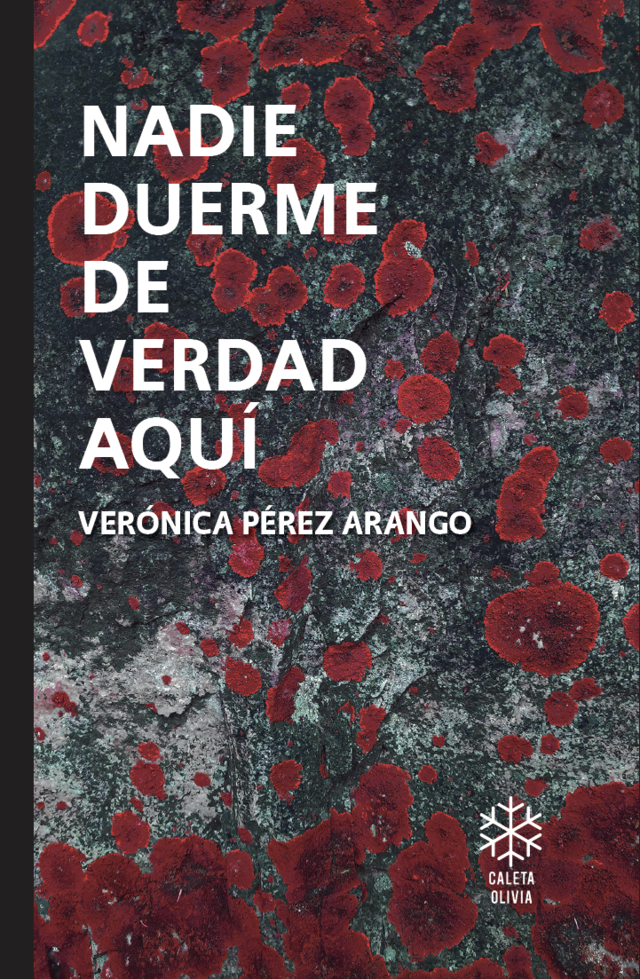 NADIE
DUERME
DE
VERDAD
AQUÍ
VERÓNICA PÉREZ ARANGO
CALETA
OLIVIA